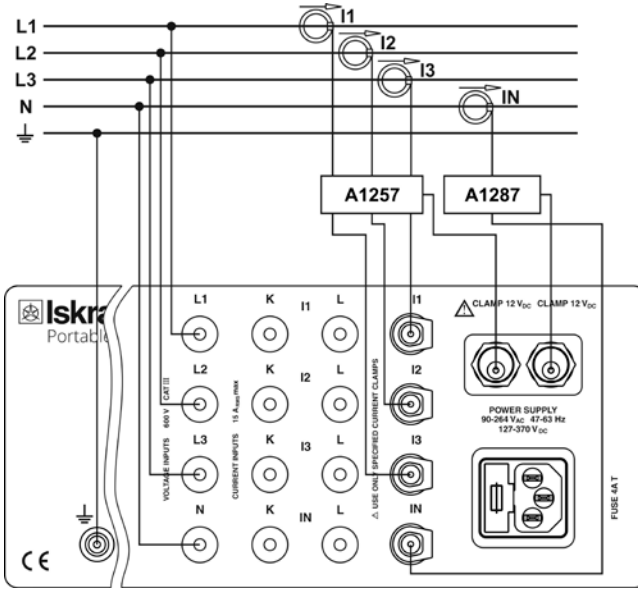 L1
I1
L2
I2
L3
I3
N
IN
A1257
A1287
Iskra
Portable
L1 K I1 L I1
CLAMP 12 VDC CLAMP 12 VDC
L2 K I2 L I2
L3 K I3 L I3
N K IN L IN
VOLTAGE INPUTS 600 V CAT III
CURRENT INPUTS 15 ARMS max
USE ONLY SPECIFIED CURRENT CLAMPS
POWER SUPPLY
90-264 VAC 47-63 Hz
127-370 VDC
FUSE 4A T
CE